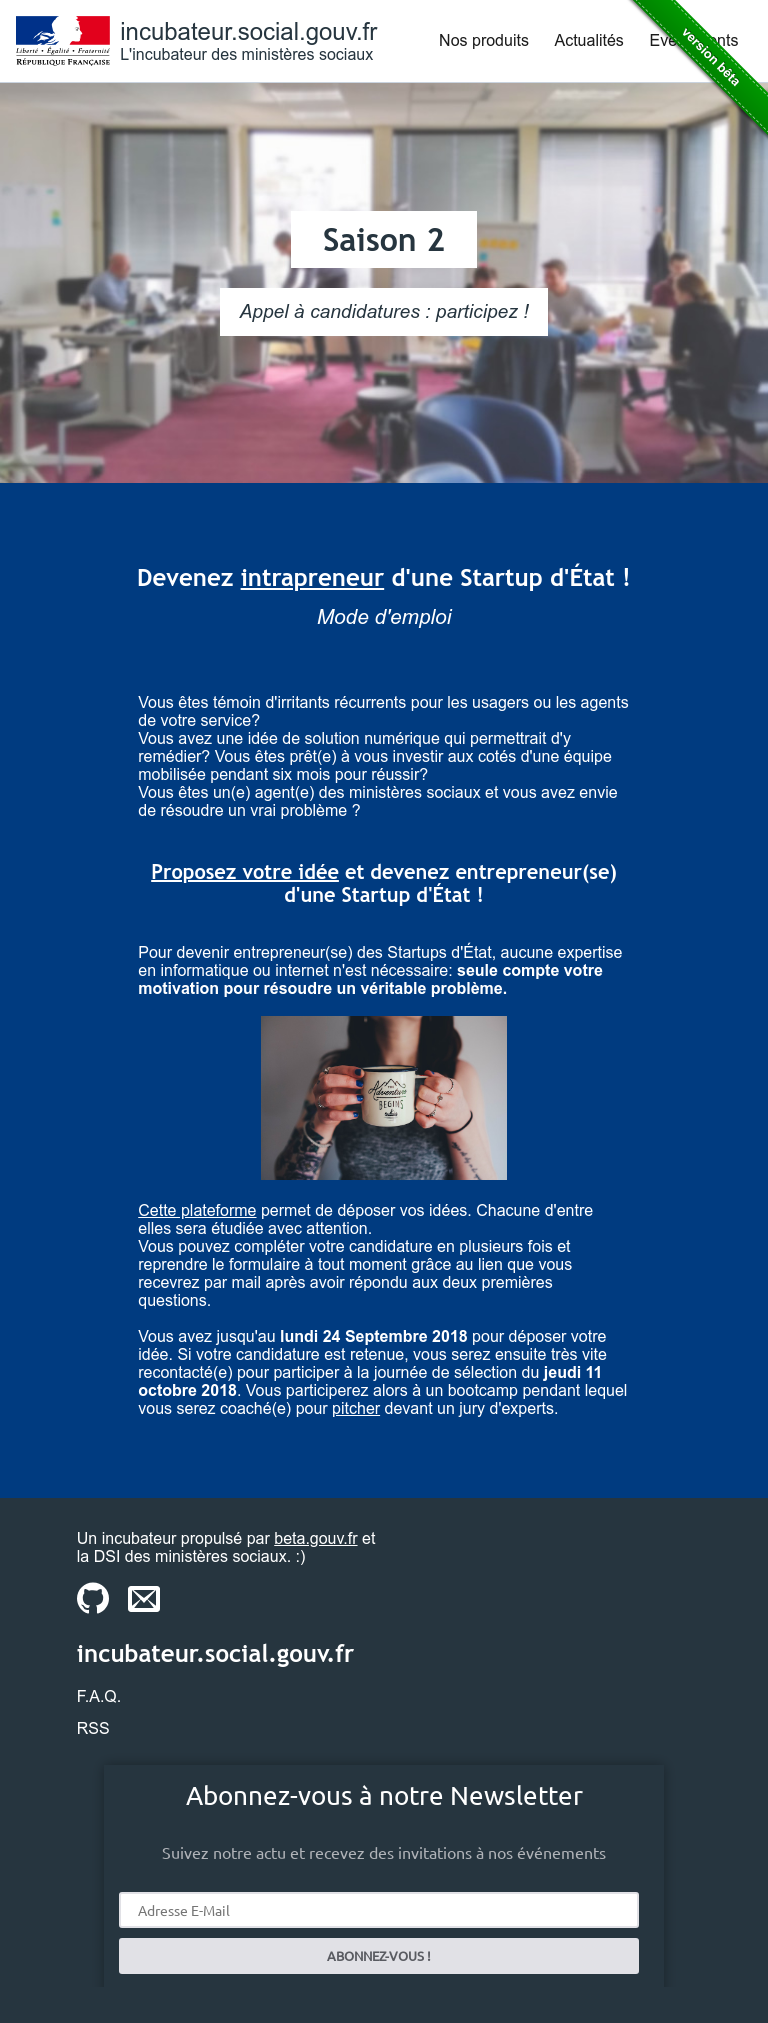 Liberté • Égalité • Fraternité
RÉPUBLIQUE FRANÇAISE
incubateur.social.gouv.fr
L'incubateur des ministères sociaux
Nos produits
Actualités
version bêta
Saison 2
Appel à candidatures : participez !
Devenez intrapreneur d'une Startup d'État !
Mode d'emploi
Vous êtes témoin d'irritants récurrents pour les usagers ou les agents
de votre service?
Vous avez une idée de solution numérique qui permettrait d'y
remédier? Vous êtes prêt(e) à vous investir aux cotés d'une équipe
mobilisée pendant six mois pour réussir?
Vous êtes un(e) agent(e) des ministères sociaux et vous avez envie
de résoudre un vrai problème ?
Proposez votre idée et devenez entrepreneur(se)
d'une Startup d'État !
Pour devenir entrepreneur(se) des Startups d'État, aucune expertise
en informatique ou internet n'est nécessaire: seule compte votre
motivation pour résoudre un véritable problème.
THE
Adventure
BEGINS
Cette plateforme permet de déposer vos idées. Chacune d'entre
elles sera étudiée avec attention.
Vous pouvez compléter votre candidature en plusieurs fois et
reprendre le formulaire à tout moment grâce au lien que vous
recevrez par mail après avoir répondu aux deux premières
questions.
Vous avez jusqu'au lundi 24 Septembre 2018 pour déposer votre
idée. Si votre candidature est retenue, vous serez ensuite très vite
recontacté(e) pour participer à la journée de sélection du jeudi 11
octobre 2018. Vous participerez alors à un bootcamp pendant lequel
vous serez coaché(e) pour pitcher devant un jury d'experts.
Un incubateur propulsé par beta.gouv.fr et
la DSI des ministères sociaux. :)
incubateur.social.gouv.fr
F.A.Q.
RSS
Abonnez-vous à notre Newsletter
Suivez notre actu et recevez des invitations à nos événements
Adresse E-Mail
ABONNEZ-VOUS !